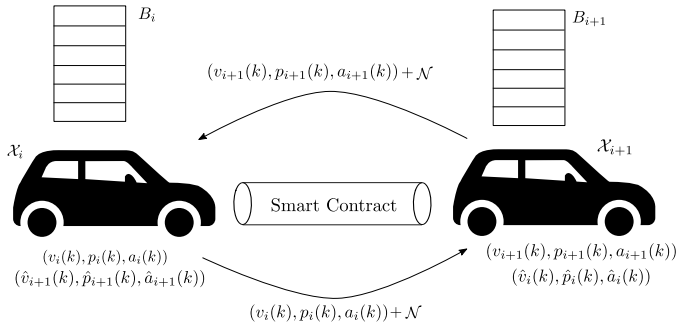 B_i
B_{i+1}
(v_{i+1}(k), p_{i+1}(k), a_{i+1}(k)) + 𝒩
𝒳_i
𝒳_{i+1}
Smart Contract
(v_i(k), p_i(k), a_i(k))
(v̂_{i+1}(k), p̂_{i+1}(k), â_{i+1}(k))
(v_{i+1}(k), p_{i+1}(k), a_{i+1}(k))
(v̂_i(k), p̂_i(k), â_i(k))
(v_i(k), p_i(k), a_i(k)) + 𝒩